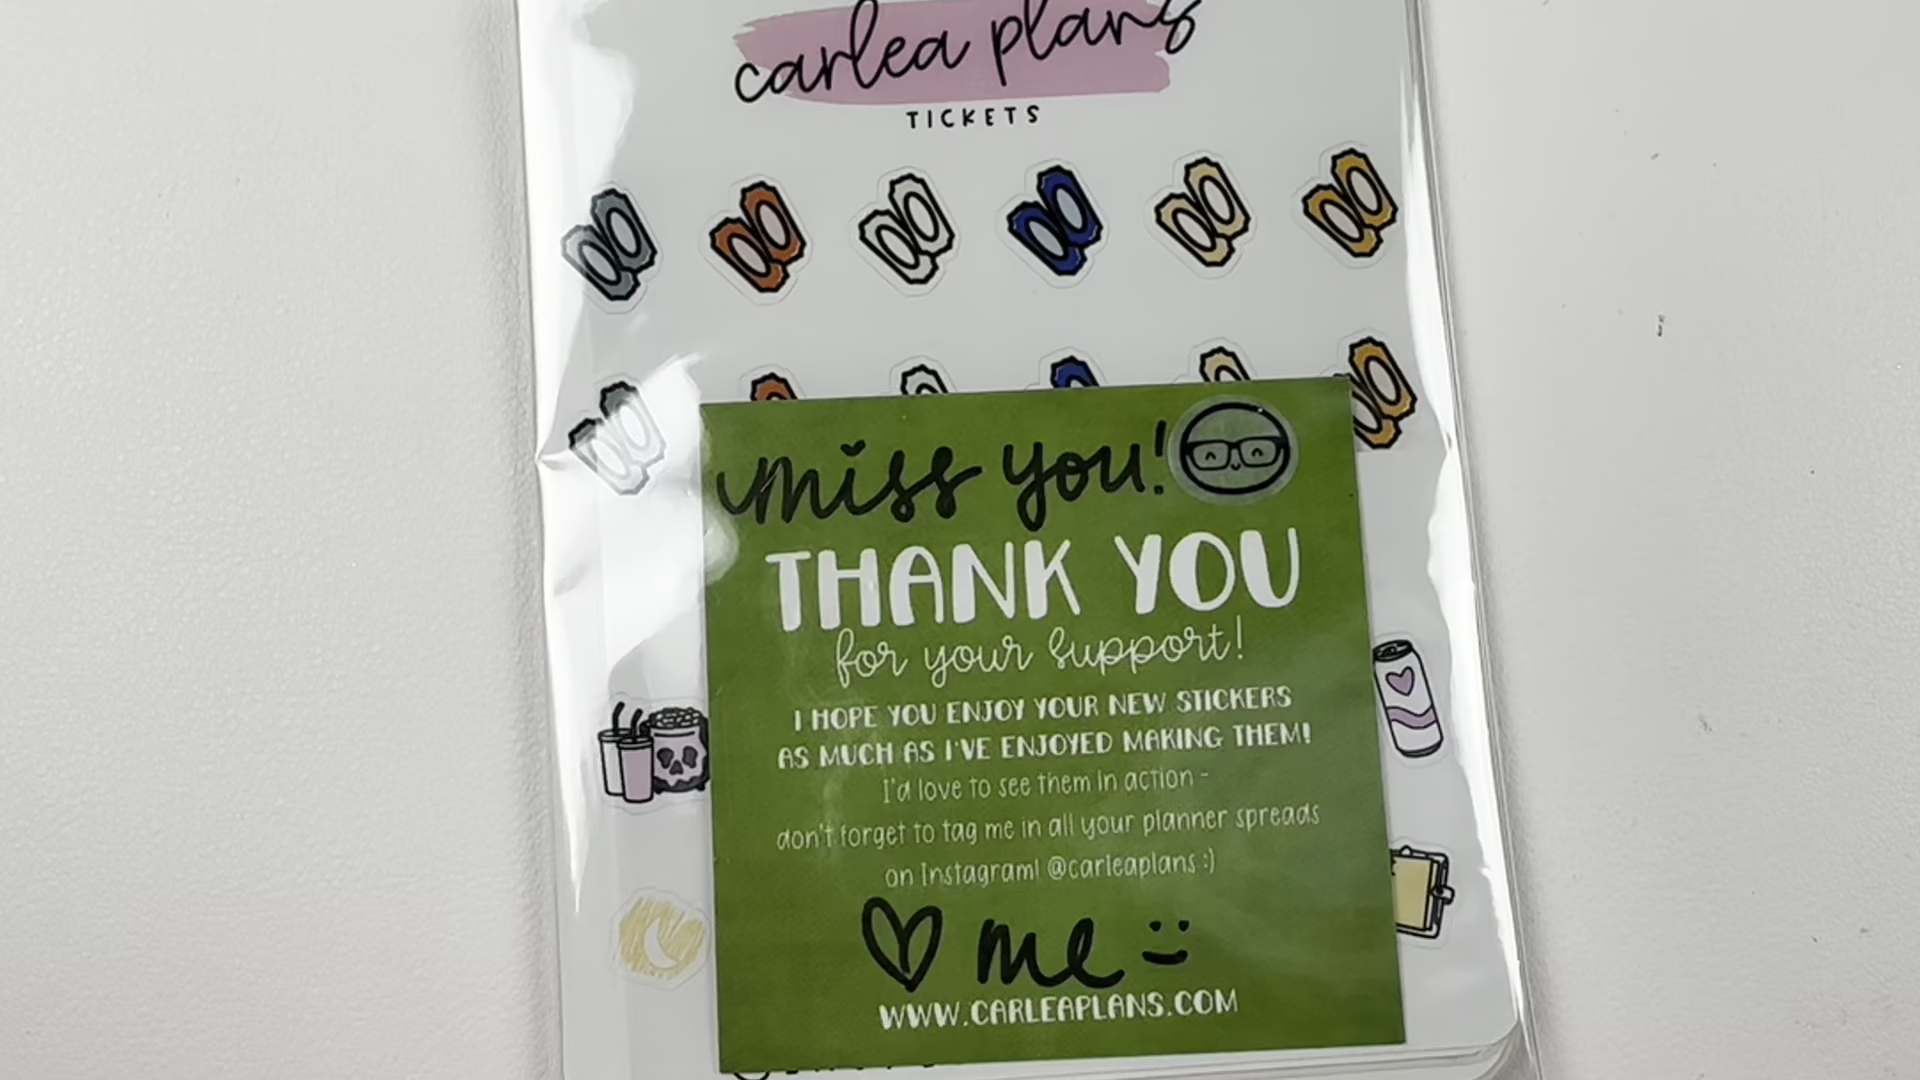 carlea plans
TICKETS
miss you!
THANK YOU
for your support!
I HOPE YOU ENJOY YOUR NEW STICKERS
AS MUCH AS I'VE ENJOYED MAKING THEM!
I'd love to see them in action -
don't forget to tag me in all your planner spreads
on Instagram! @carleaplans :)
♡ me :)
WWW.CARLEAPLANS.COM